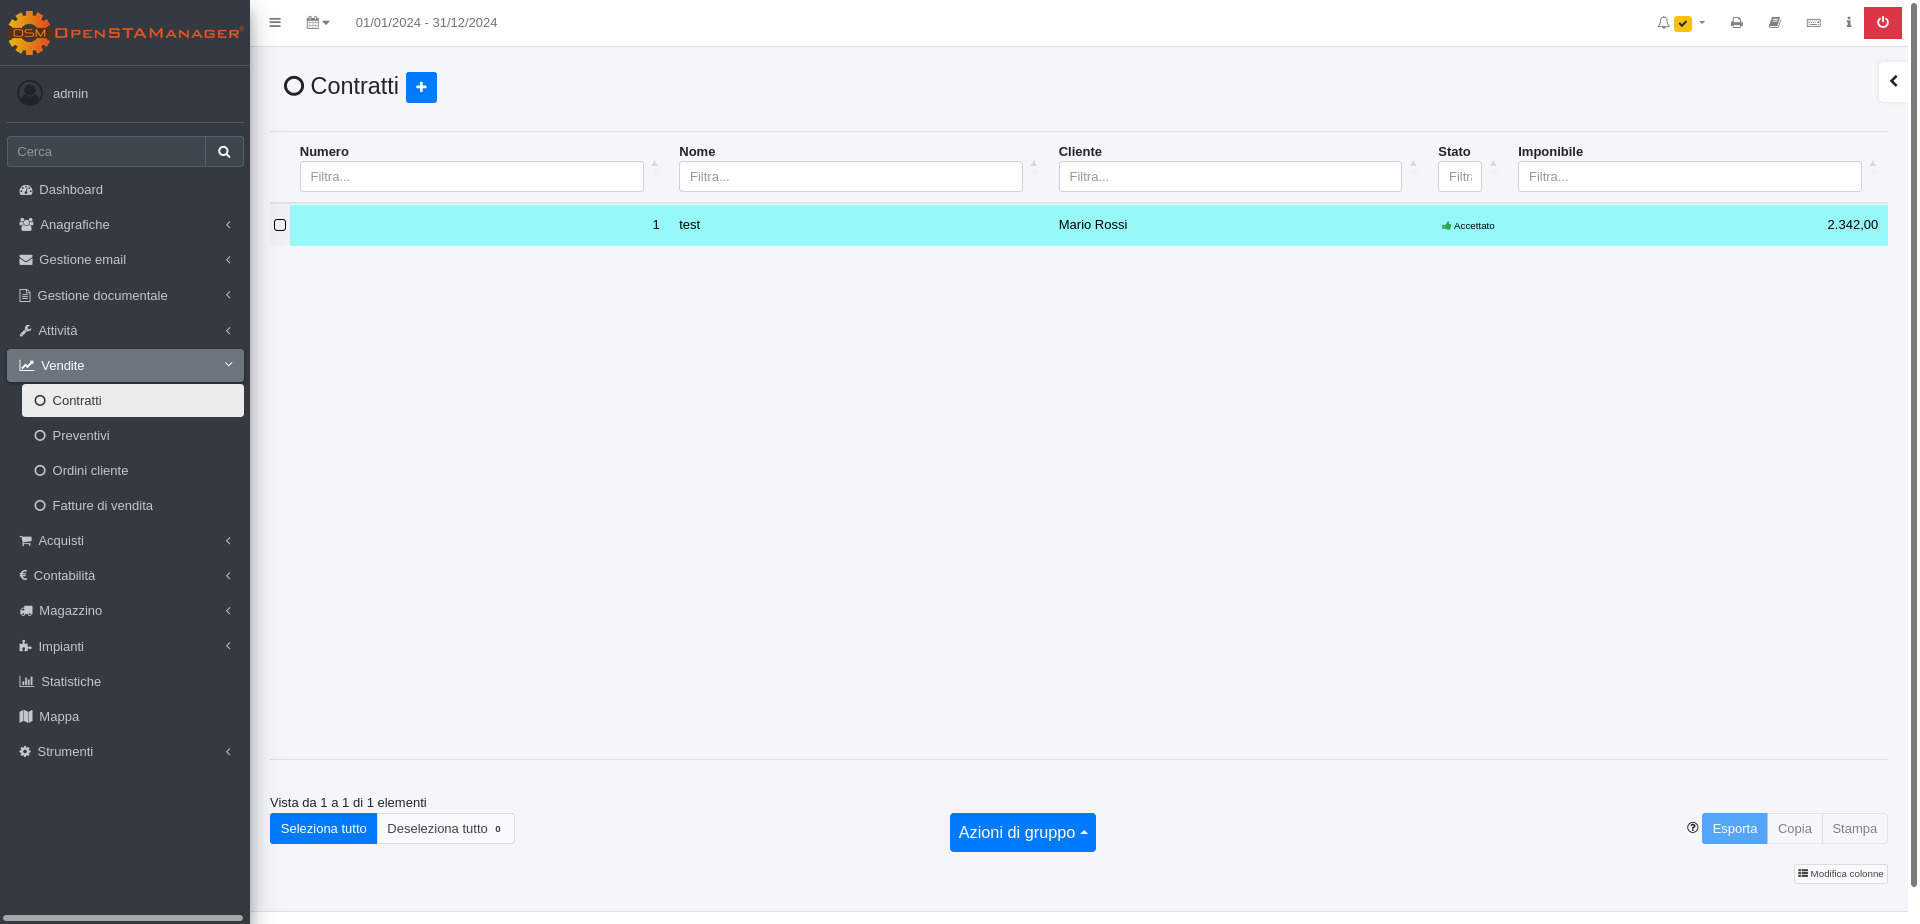 OSM OpenSTAManager®
01/01/2024 - 31/12/2024
admin
Contratti
Cerca
Numero Nome Cliente Stato Imponibile
Filtra... Filtra... Filtra... Filtra Filtra...
1 test Mario Rossi Accettato 2.342,00
Dashboard
Anagrafiche
Gestione email
Gestione documentale
Attività
Vendite
Contratti
Preventivi
Ordini cliente
Fatture di vendita
Acquisti
Contabilità
Magazzino
Impianti
Statistiche
Mappa
Strumenti
Vista da 1 a 1 di 1 elementi
Seleziona tutto Deseleziona tutto 0
Azioni di gruppo
Esporta Copia Stampa
Modifica colonne